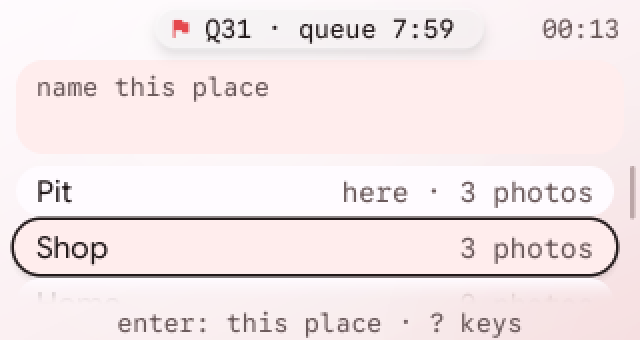 Q31 · queue 7:59
00:13
name this place
Pit
here · 3 photos
Shop
3 photos
enter: this place · ? keys